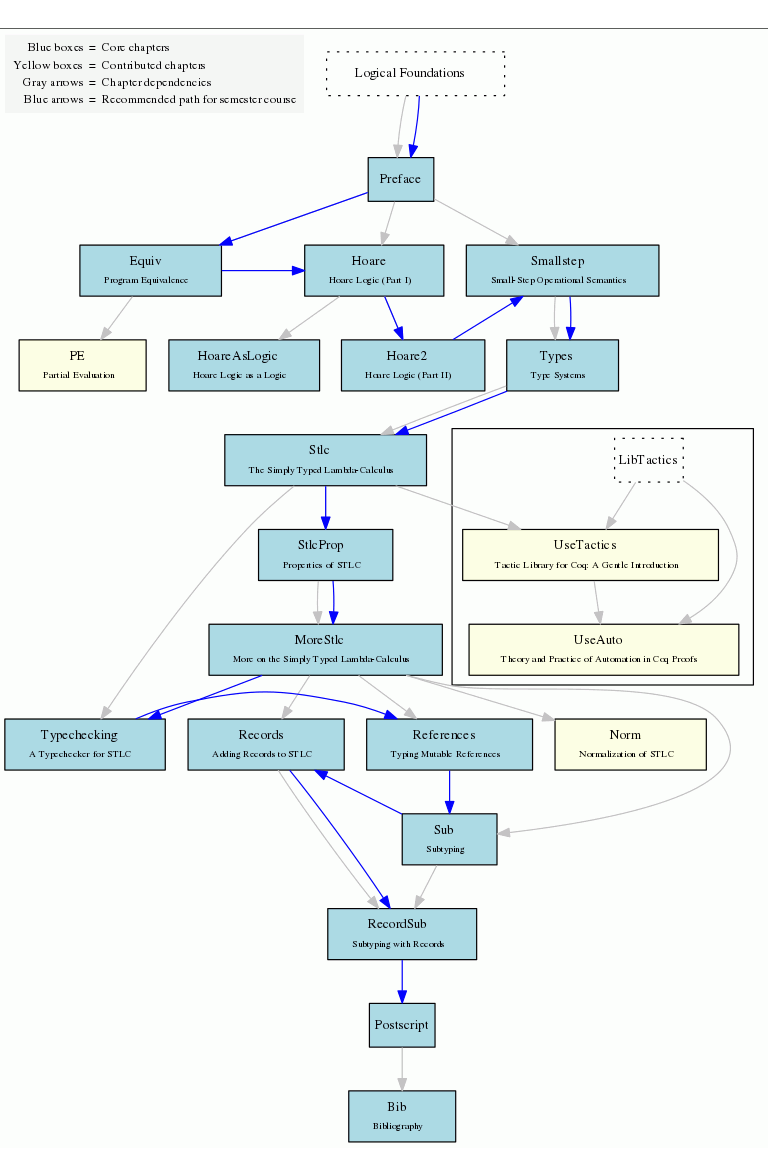 Blue boxes = Core chapters
Yellow boxes = Contributed chapters
Gray arrows = Chapter dependencies
Blue arrows = Recommended path for semester course
Logical Foundations
Preface
Equiv
Program Equivalence
Hoare
Hoare Logic (Part I)
Smallstep
Small-Step Operational Semantics
PE
Partial Evaluation
HoareAsLogic
Hoare Logic as a Logic
Hoare2
Hoare Logic (Part II)
Types
Type Systems
Stlc
The Simply Typed Lambda-Calculus
LibTactics
StlcProp
Properties of STLC
UseTactics
Tactic Library for Coq: A Gentle Introduction
MoreStlc
More on the Simply Typed Lambda-Calculus
UseAuto
Theory and Practice of Automation in Coq Proofs
Typechecking
A Typechecker for STLC
Records
Adding Records to STLC
References
Typing Mutable References
Norm
Normalization of STLC
Sub
Subtyping
RecordSub
Subtyping with Records
Postscript
Bib
Bibliography